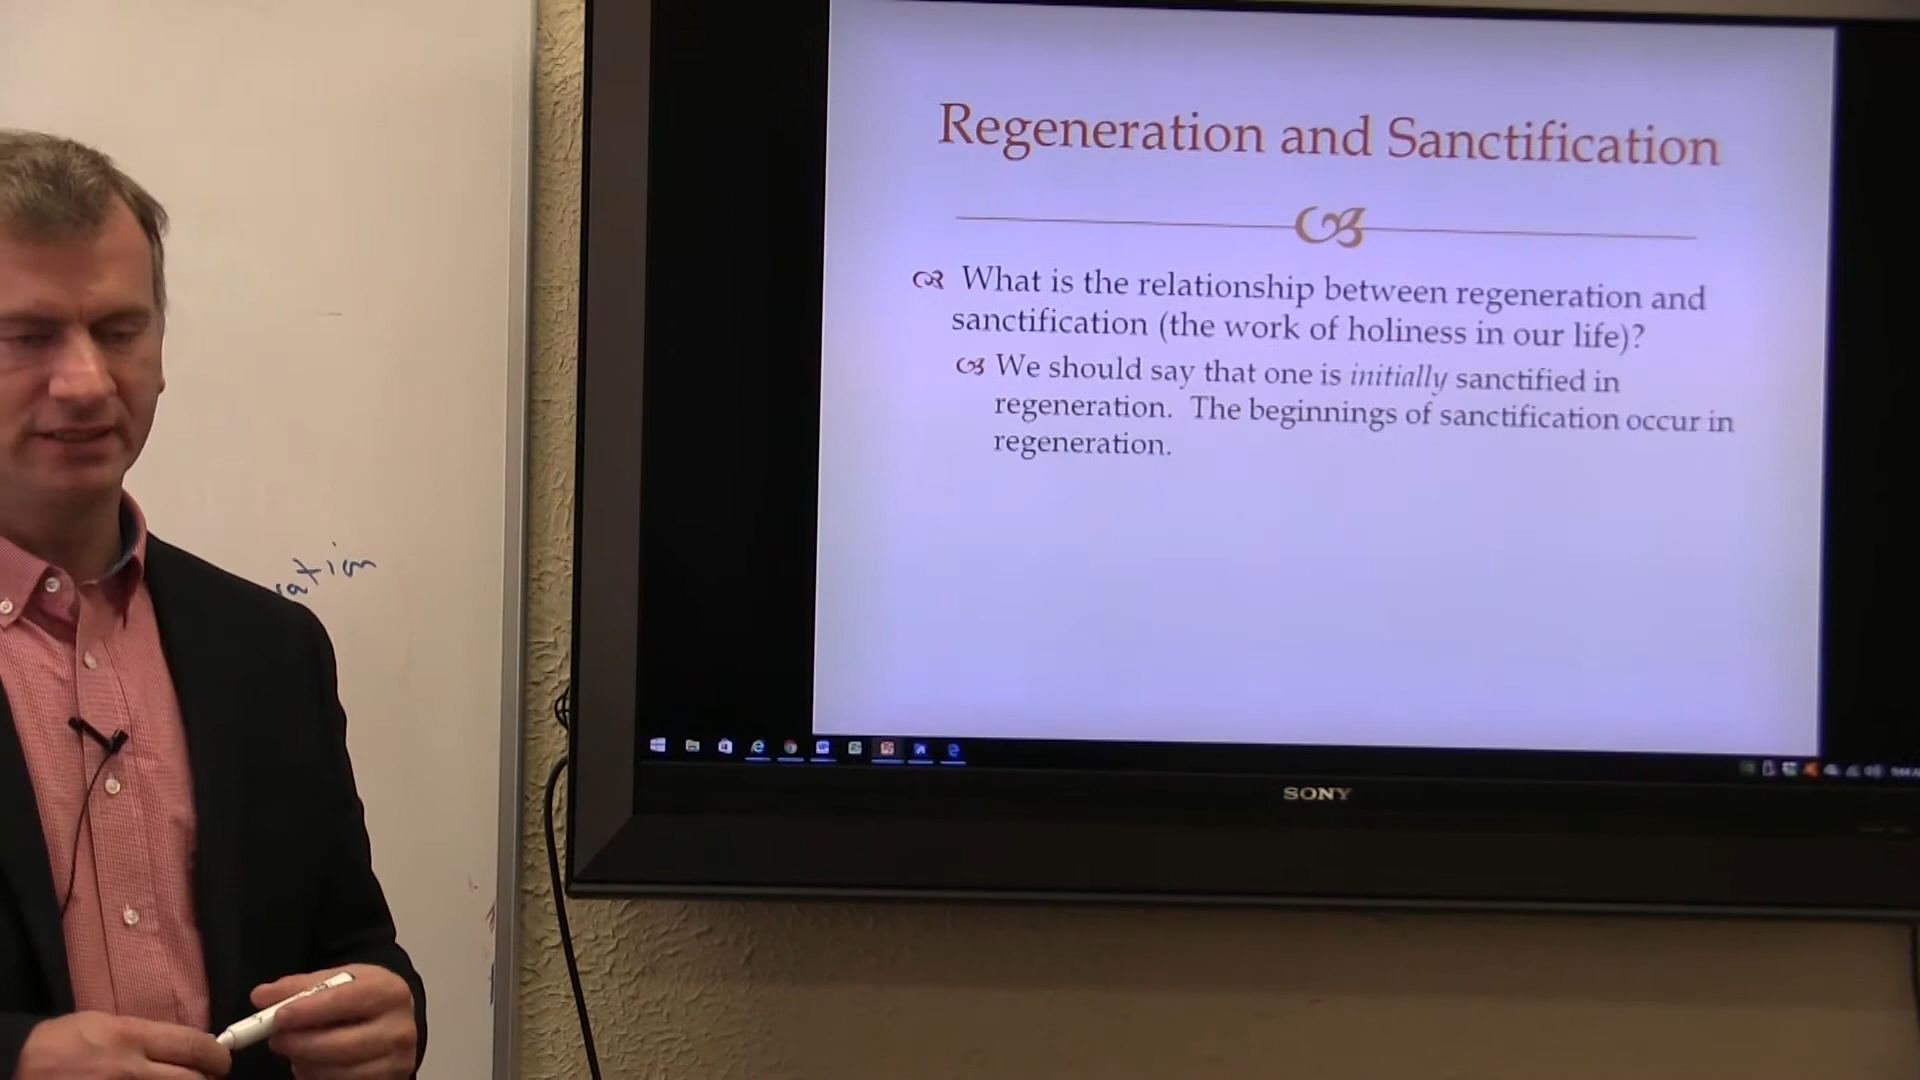 Regeneration and Sanctification
What is the relationship between regeneration and
sanctification (the work of holiness in our life)?
We should say that one is initially sanctified in
regeneration. The beginnings of sanctification occur in
regeneration.
ation
SONY